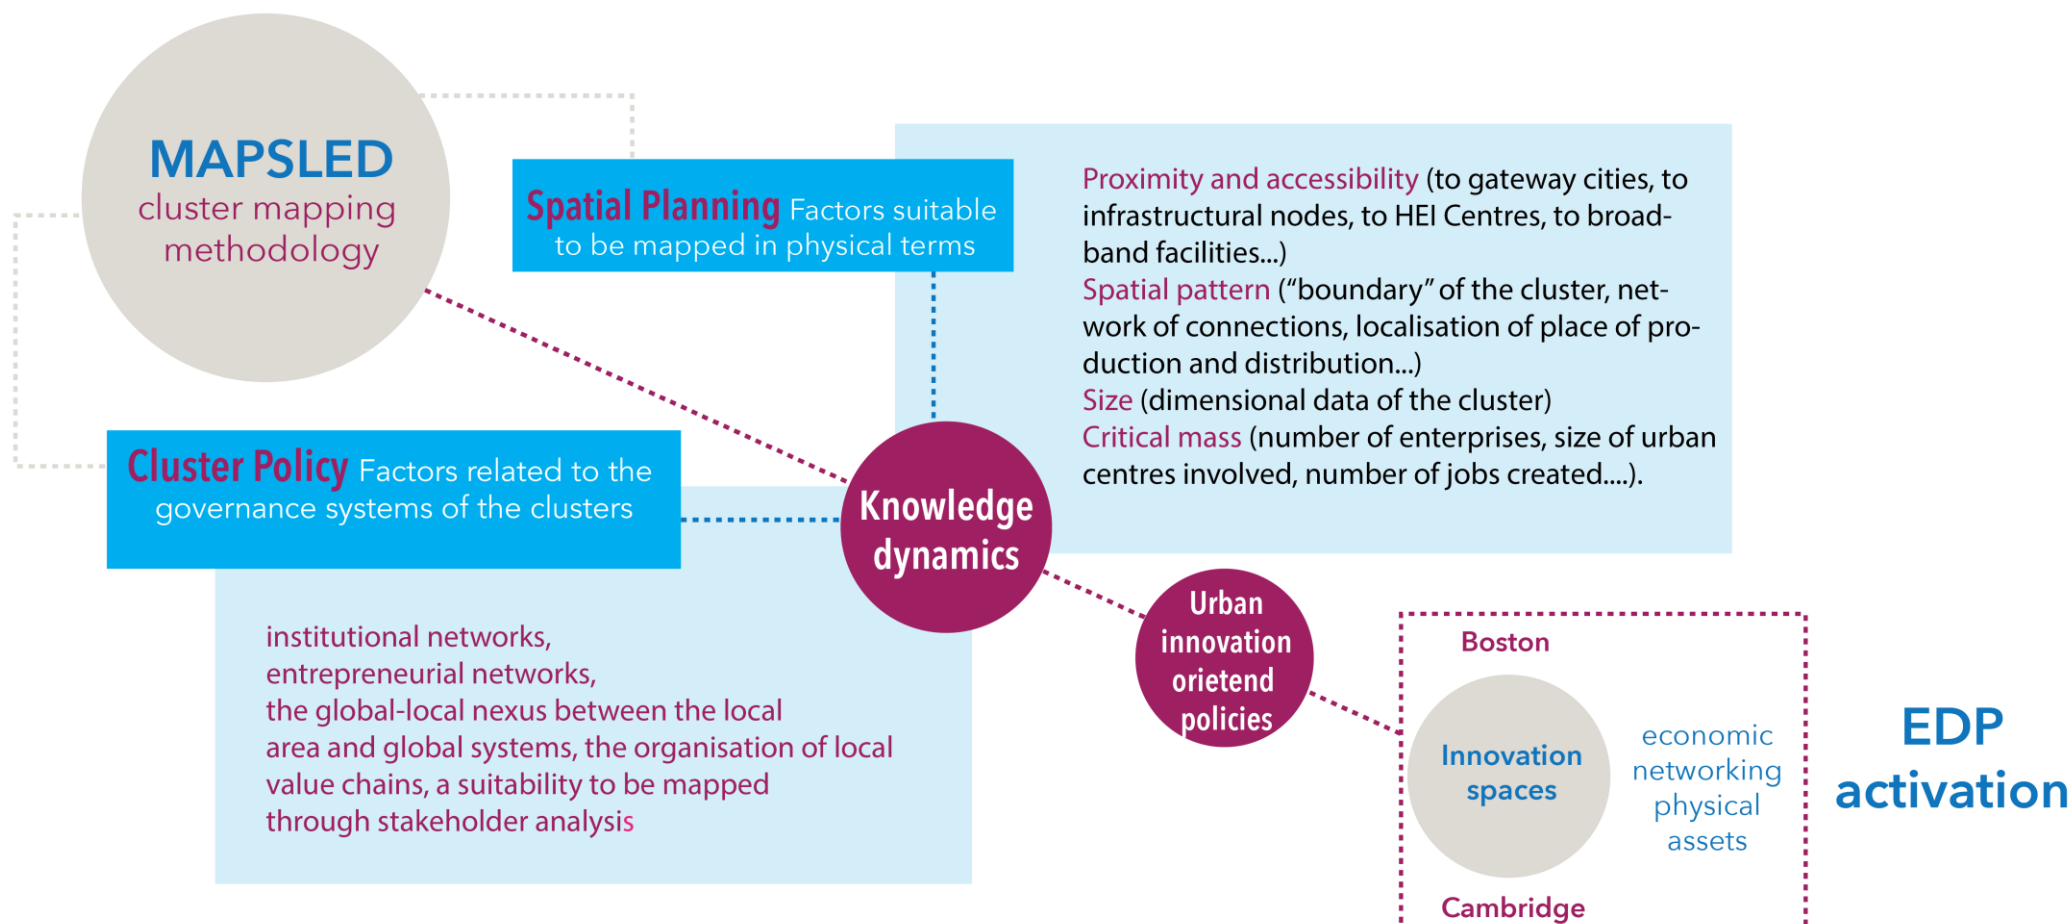 MAPSLED
cluster mapping
methodology
Spatial Planning Factors suitable
to be mapped in physical terms
Proximity and accessibility (to gateway cities, to
infrastructural nodes, to HEI Centres, to broad-
band facilities...)
Spatial pattern (“boundary” of the cluster, net-
work of connections, localisation of place of pro-
duction and distribution...)
Size (dimensional data of the cluster)
Critical mass (number of enterprises, size of urban
centres involved, number of jobs created....).
Cluster Policy Factors related to the
governance systems of the clusters
Knowledge
dynamics
institutional networks,
entrepreneurial networks,
the global-local nexus between the local
area and global systems, the organisation of local
value chains, a suitability to be mapped
through stakeholder analysis
Urban
innovation
orietend
policies
Boston
Innovation
spaces
economic
networking
physical
assets
Cambridge
EDP
activation